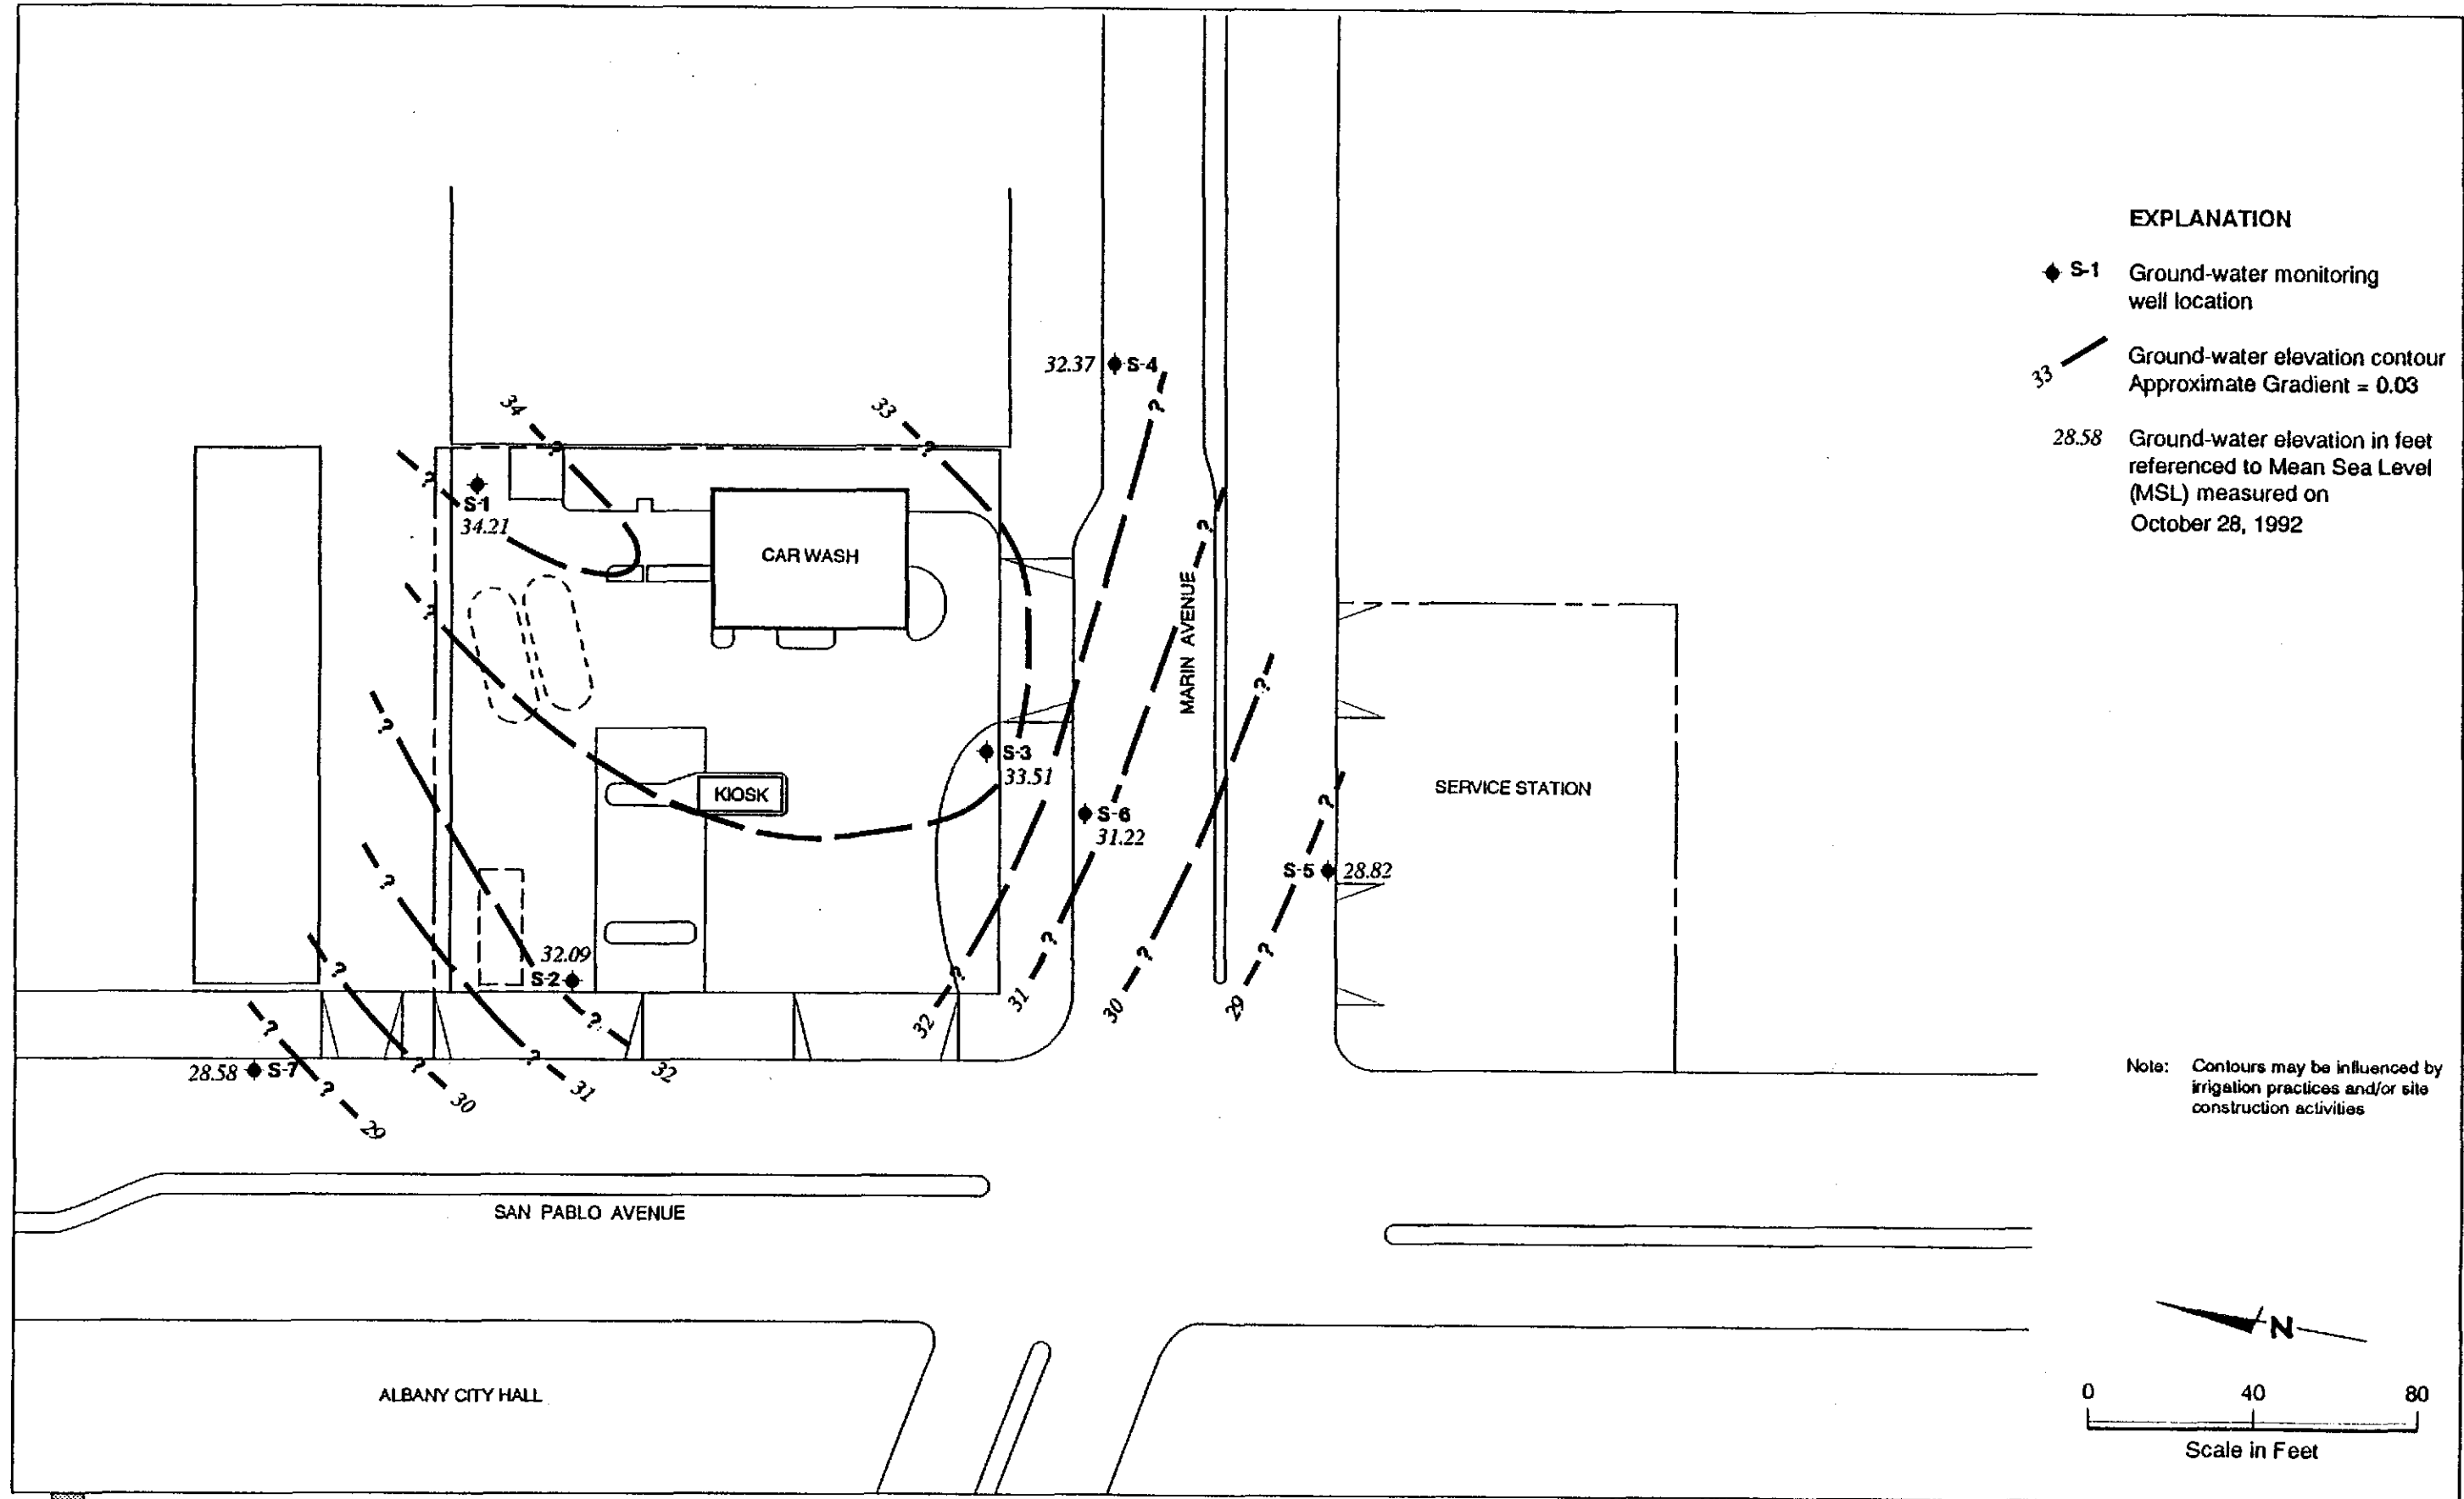 EXPLANATION
S-1 Ground-water monitoring
well location
33 Ground-water elevation contour
Approximate Gradient = 0.03
28.58 Ground-water elevation in feet
referenced to Mean Sea Level
(MSL) measured on
October 28, 1992
32.37 S-4
34
33
?
?
?
?
S-1
34.21
CAR WASH
?
?
MARIN AVENUE
?
?
S-3
33.51
KIOSK
SERVICE STATION
?
S-6
31.22
S-5 28.82
?
32.09
S-2
?
?
?
?
?
32
31
30
29
?
?
?
?
?
28.58 S-7
32
31
30
29
Note: Contours may be influenced by
irrigation practices and/or site
construction activities
SAN PABLO AVENUE
ALBANY CITY HALL
N
0 40 80
Scale in Feet